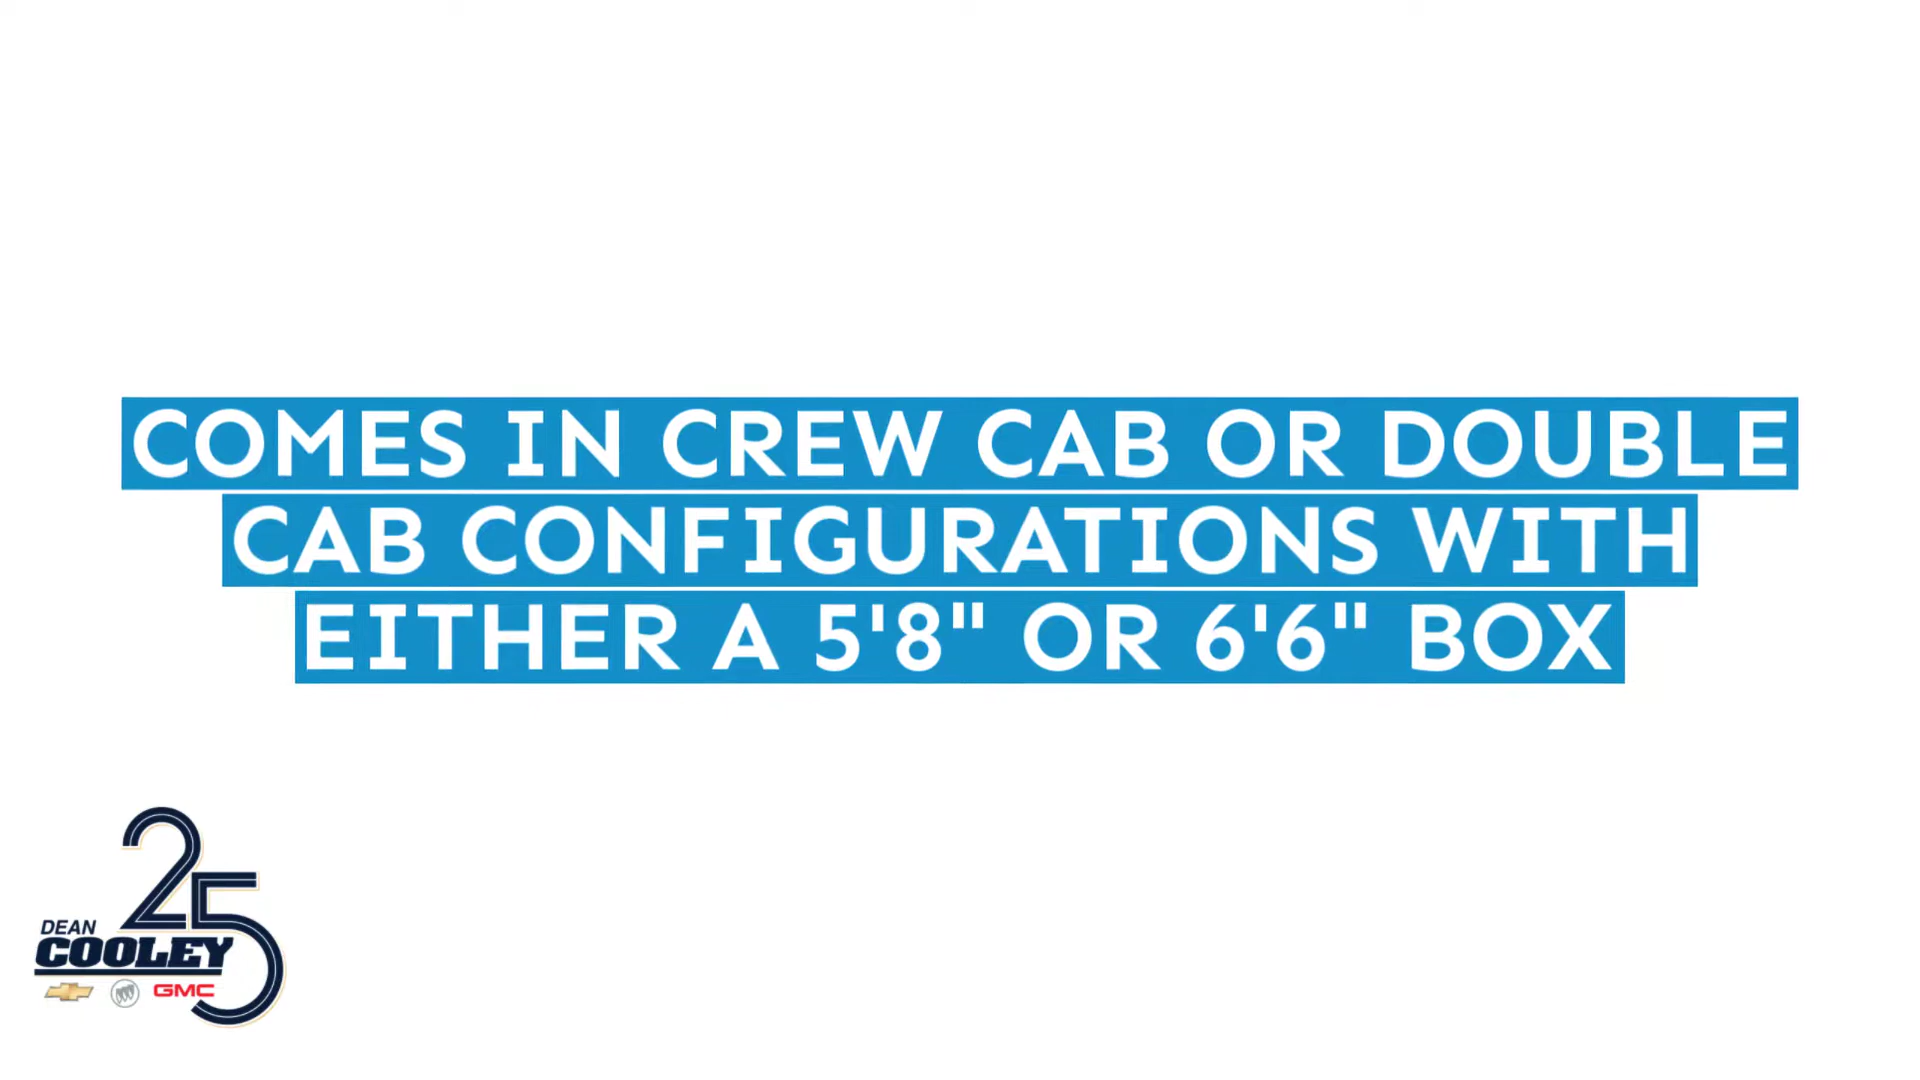 COMES IN CREW CAB OR DOUBLE
CAB CONFIGURATIONS WITH
EITHER A 5'8" OR 6'6" BOX
25
DEAN
COOLEY
GMC